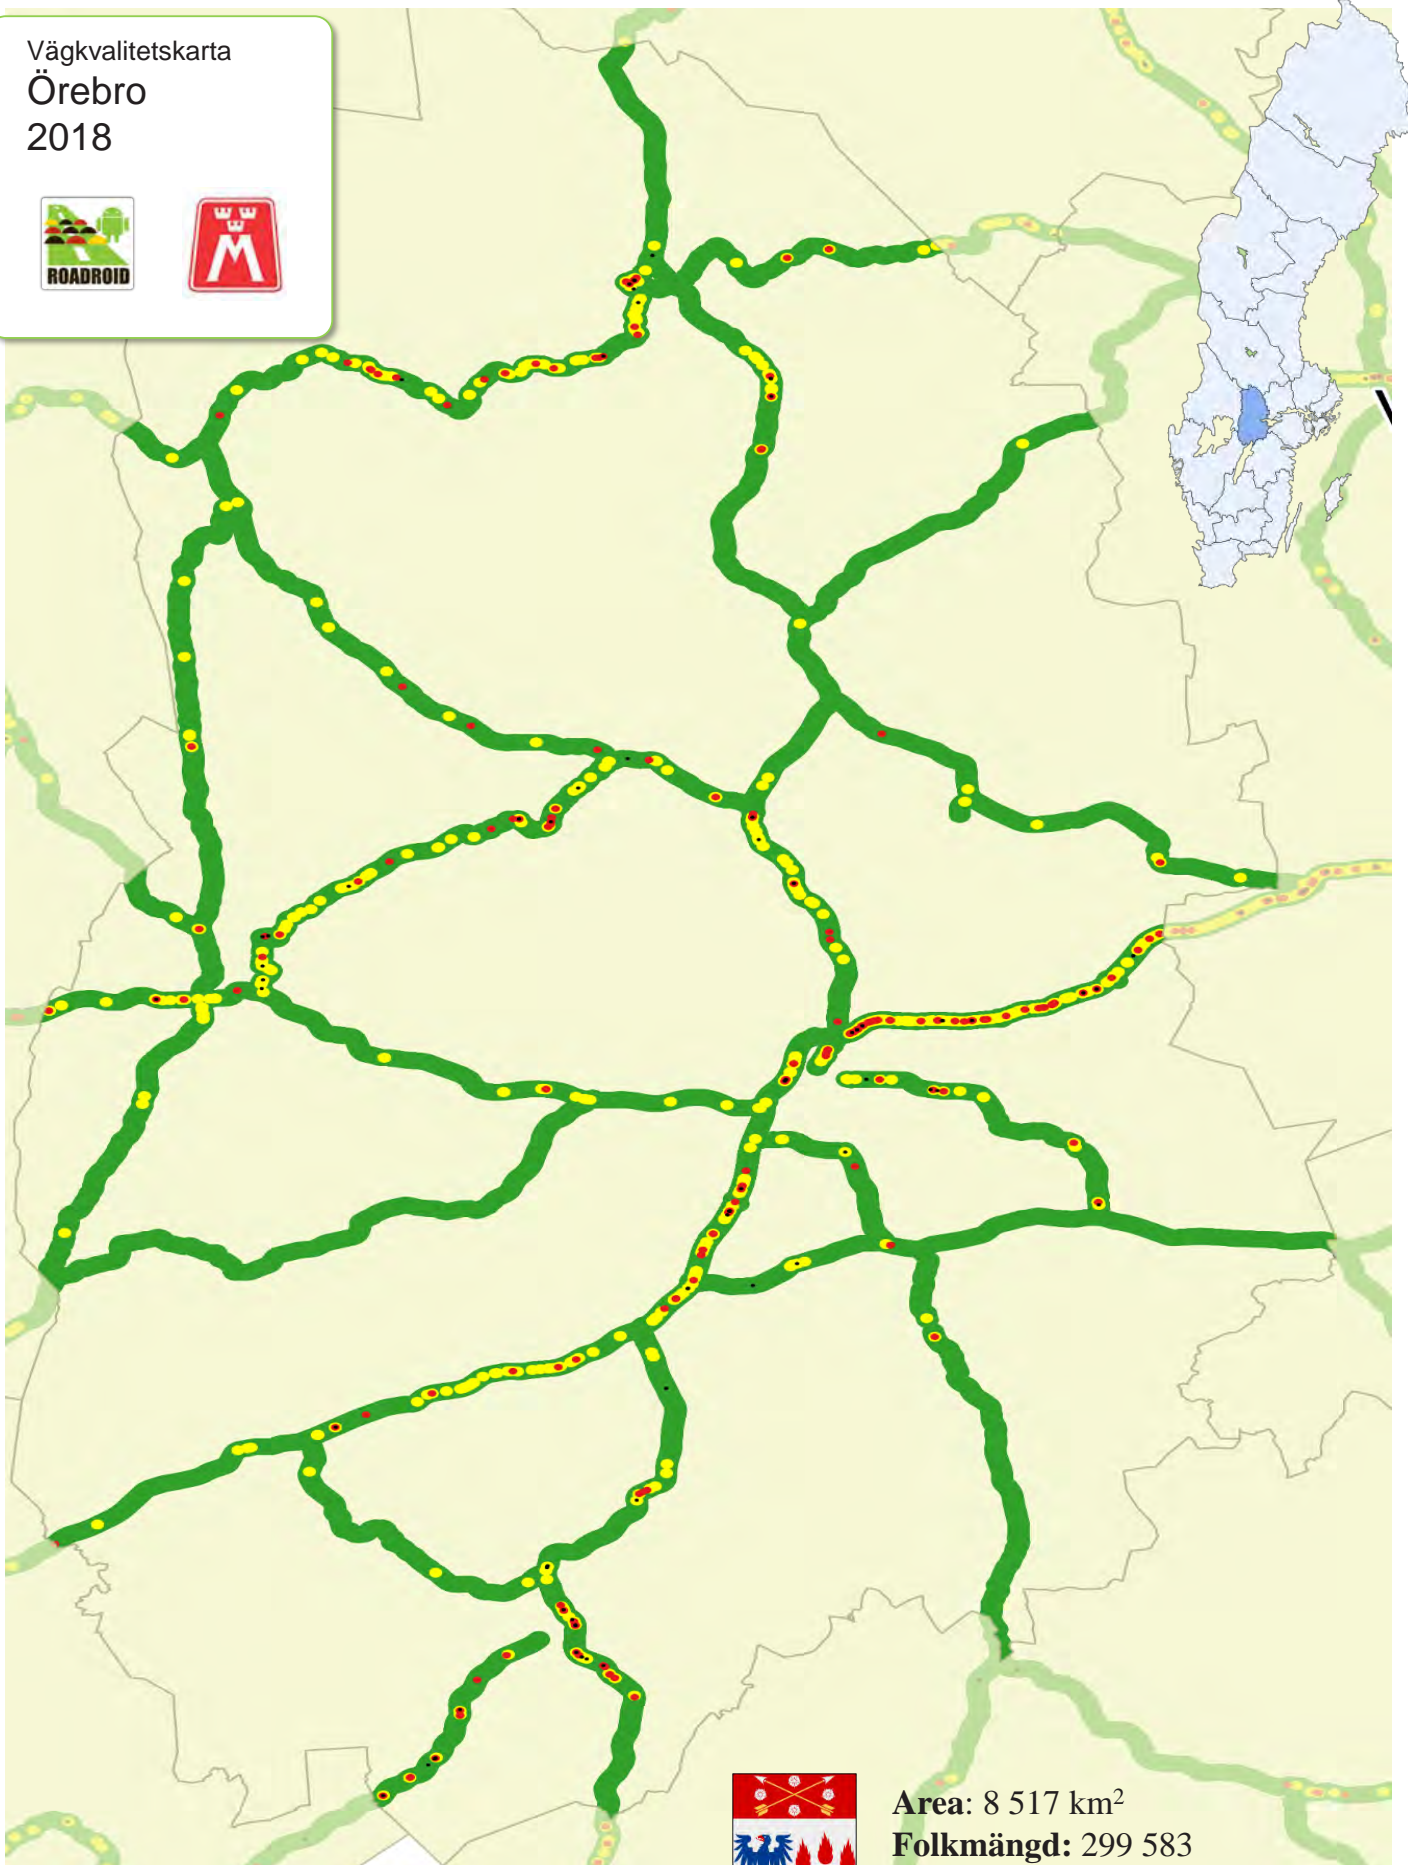 Vägkvalitetskarta
Örebro
2018
ROADROID
M
Area: 8 517 km²
Folkmängd: 299 583